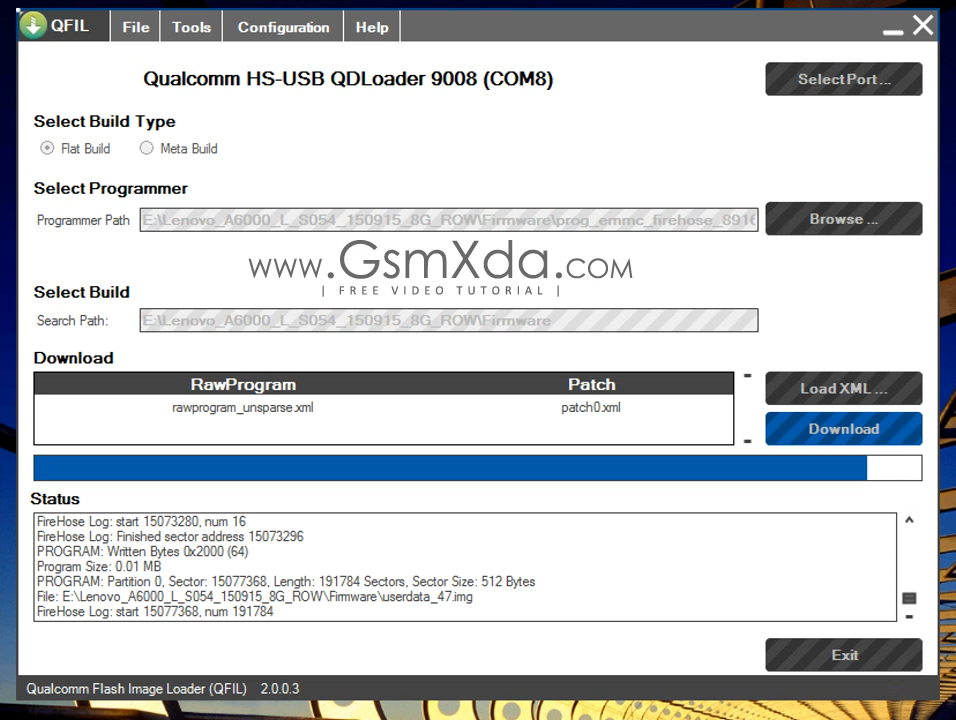 QFIL File Tools Configuration Help
Qualcomm HS-USB QDLoader 9008 (COM8) Select Port ...
Select Build Type
Flat Build Meta Build
Select Programmer
Programmer Path E:\Lenovo_A6000_L_S054_150915_8G_ROW\Firmware\prog_emmc_firehose_8916 Browse ...
www.GsmXda.com
| FREE VIDEO TUTORIAL |
Select Build
Search Path: E:\Lenovo_A6000_L_S054_150915_8G_ROW\Firmware
Download
RawProgram Patch
Load XML ...
rawprogram_unsparse.xml patch0.xml
Download
Status
FireHose Log: start 15073280, num 16
FireHose Log: Finished sector address 15073296
PROGRAM: Written Bytes 0x2000 (64)
Program Size: 0.01 MB
PROGRAM: Partition 0, Sector: 15077368, Length: 191784 Sectors, Sector Size: 512 Bytes
File: E:\Lenovo_A6000_L_S054_150915_8G_ROW\Firmware\userdata_47.img
FireHose Log: start 15077368, num 191784
Exit
Qualcomm Flash Image Loader (QFIL) 2.0.0.3